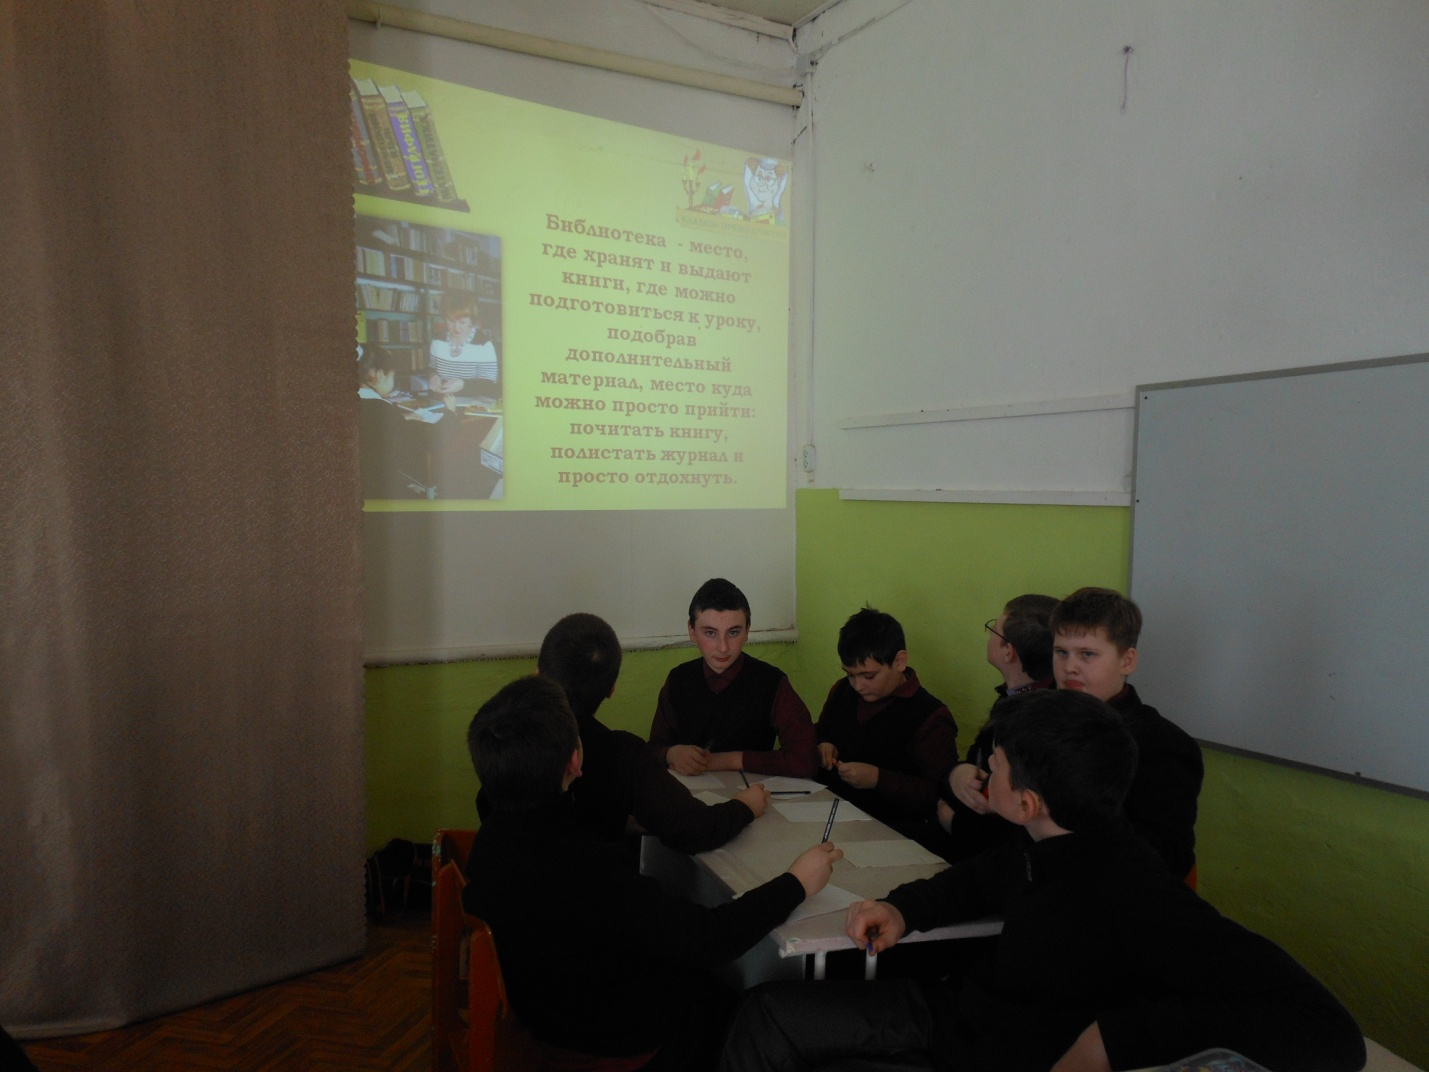 ГЕОГРАФИЯ
Библиотека - место,
где хранят и выдают
книги, где можно
подготовиться к уроку,
подобрав
дополнительный
материал, место куда
можно просто прийти:
почитать книгу,
полистать журнал и
просто отдохнуть.